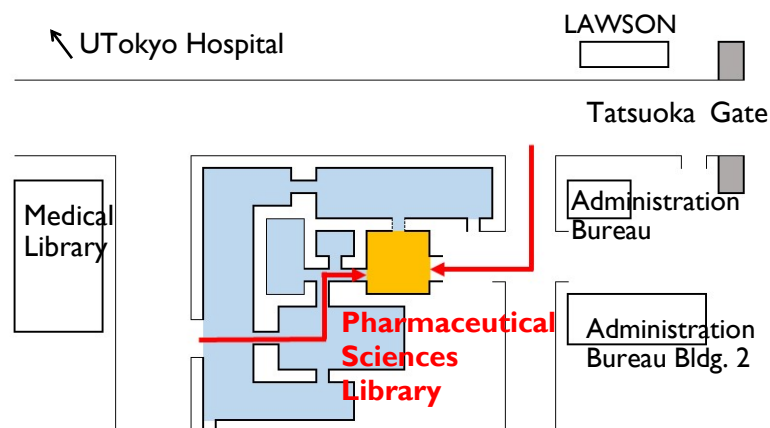 UTokyo Hospital
LAWSON
Tatsuoka Gate
Medical
Library
Administration
Bureau
Pharmaceutical
Sciences
Library
Administration
Bureau Bldg. 2